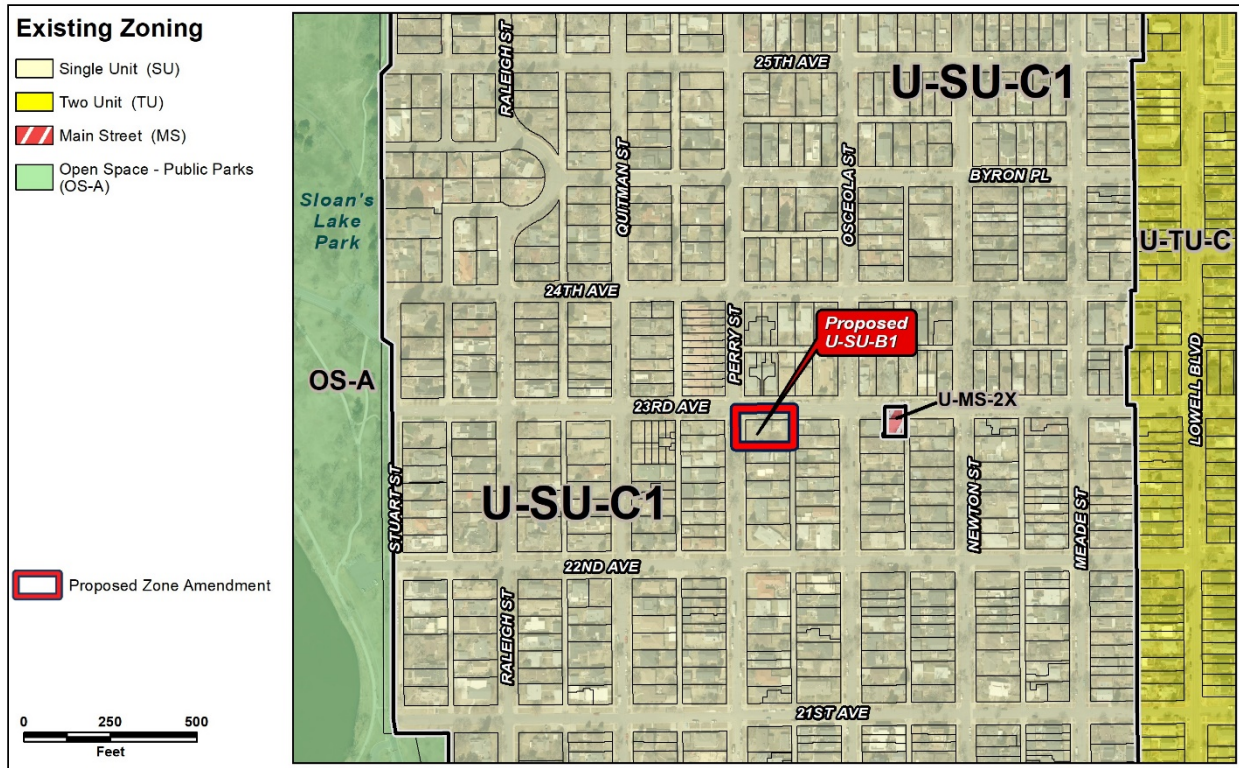 Existing Zoning
Single Unit (SU)
Two Unit (TU)
Main Street (MS)
Open Space - Public Parks
(OS-A)
Proposed Zone Amendment
0 250 500
Feet
RALEIGH ST
25TH AVE
U-SU-C1
Sloan's
Lake
Park
QUITMAN ST
OSCEOLA ST
BYRON PL
U-TU-C
24TH AVE
PERRY ST
Proposed
U-SU-B1
LOWELL BLVD
OS-A
23RD AVE
U-MS-2X
STUART ST
U-SU-C1
NEWTON ST
MEADE ST
22ND AVE
RALEIGH ST
21ST AVE